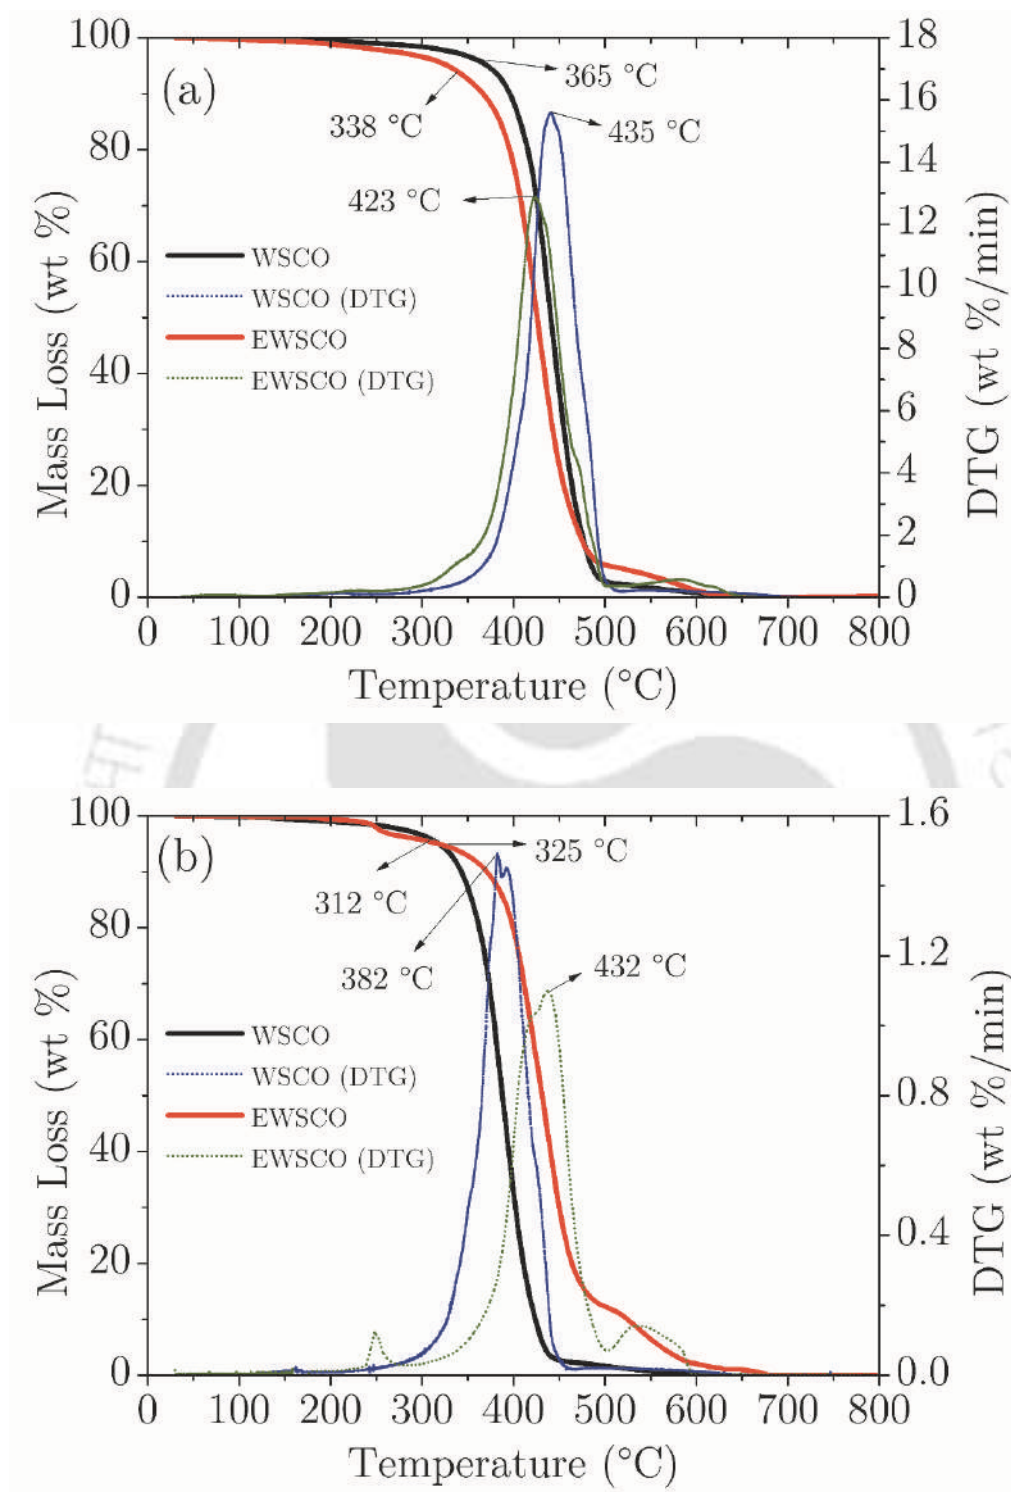 (a)
100
80
60
40
20
0
Mass Loss (wt %)
18
16
14
12
10
8
6
4
2
0
DTG (wt %/min)
365 °C
338 °C
435 °C
423 °C
WSCO
WSCO (DTG)
EWSCO
EWSCO (DTG)
0 100 200 300 400 500 600 700 800
Temperature (°C)
(b)
100
80
60
40
20
0
Mass Loss (wt %)
1.6
1.2
0.8
0.4
0.0
DTG (wt %/min)
325 °C
312 °C
382 °C
432 °C
WSCO
WSCO (DTG)
EWSCO
EWSCO (DTG)
0 100 200 300 400 500 600 700 800
Temperature (°C)